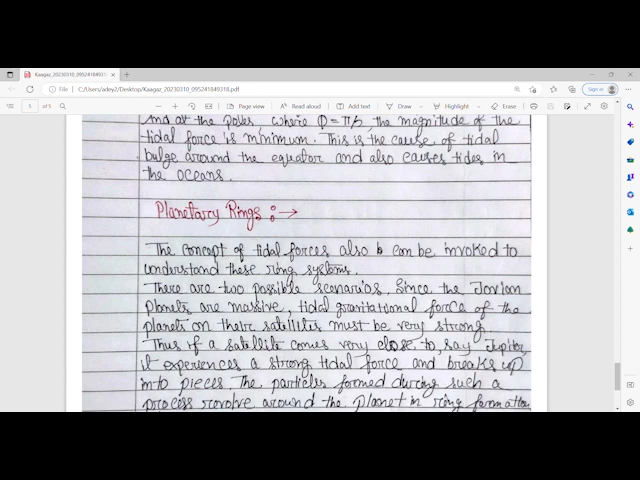 Kaagaz_20230310_095241849318.p
File C:/Users/adey2/Desktop/Kaagaz_20230310_095241849318.pdf
Sign in
5 of 5 Page view Read aloud Add text Draw Highlight Erase
And at the poles, where φ = π/2, the magnitude of the
tidal force is minimum. This is the cause of tidal
bulge around the equator and also causes tides in
the oceans.
Planetary Rings :→
The concept of tidal forces also can be invoked to
understand these ring systems.
There are two possible scenarios. Since the Jovian
planets are massive, tidal gravitational force of the
planets on their satellites must be very strong.
Thus if a satellite comes very close to, say Jupiter,
it experiences a strong tidal force and breaks up
into pieces. The particles formed during such a
process revolve around the planet in ring formation